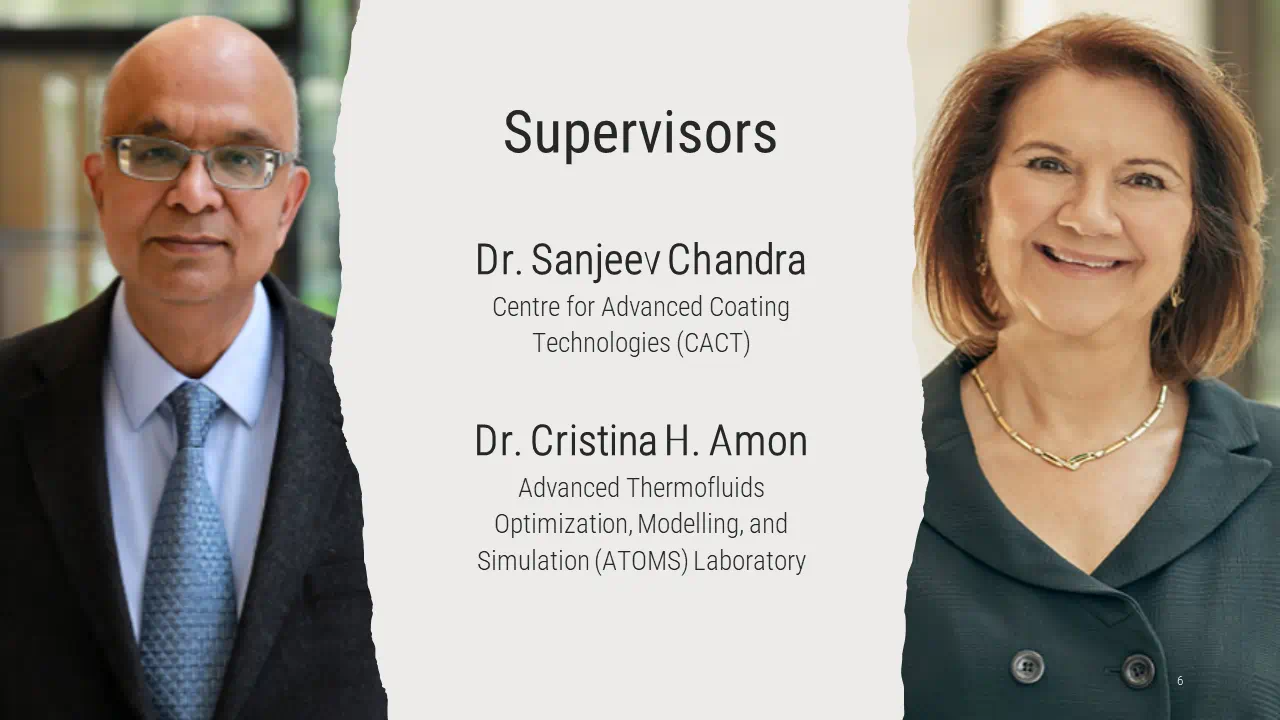 Supervisors
Dr. Sanjeev Chandra
Centre for Advanced Coating
Technologies (CACT)
Dr. Cristina H. Amon
Advanced Thermofluids
Optimization, Modelling, and
Simulation (ATOMS) Laboratory
6